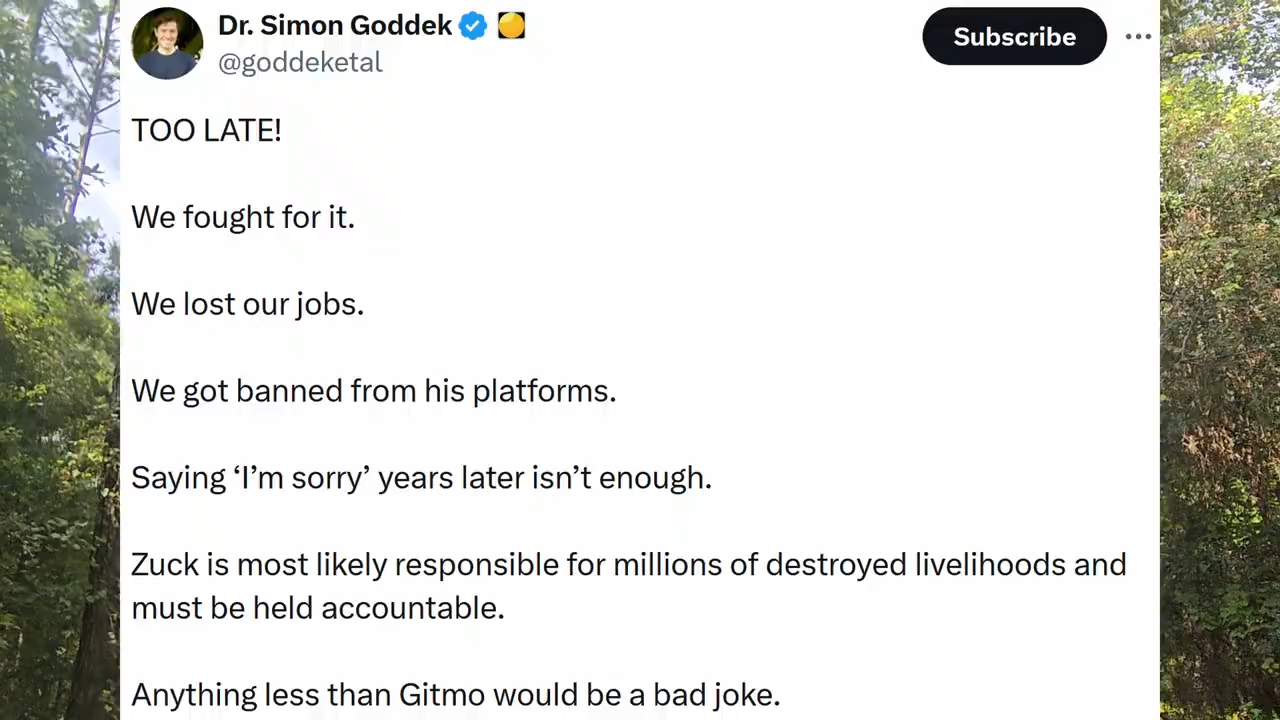 Dr. Simon Goddek
@goddeketal
Subscribe
TOO LATE!
We fought for it.
We lost our jobs.
We got banned from his platforms.
Saying ‘I’m sorry’ years later isn’t enough.
Zuck is most likely responsible for millions of destroyed livelihoods and
must be held accountable.
Anything less than Gitmo would be a bad joke.